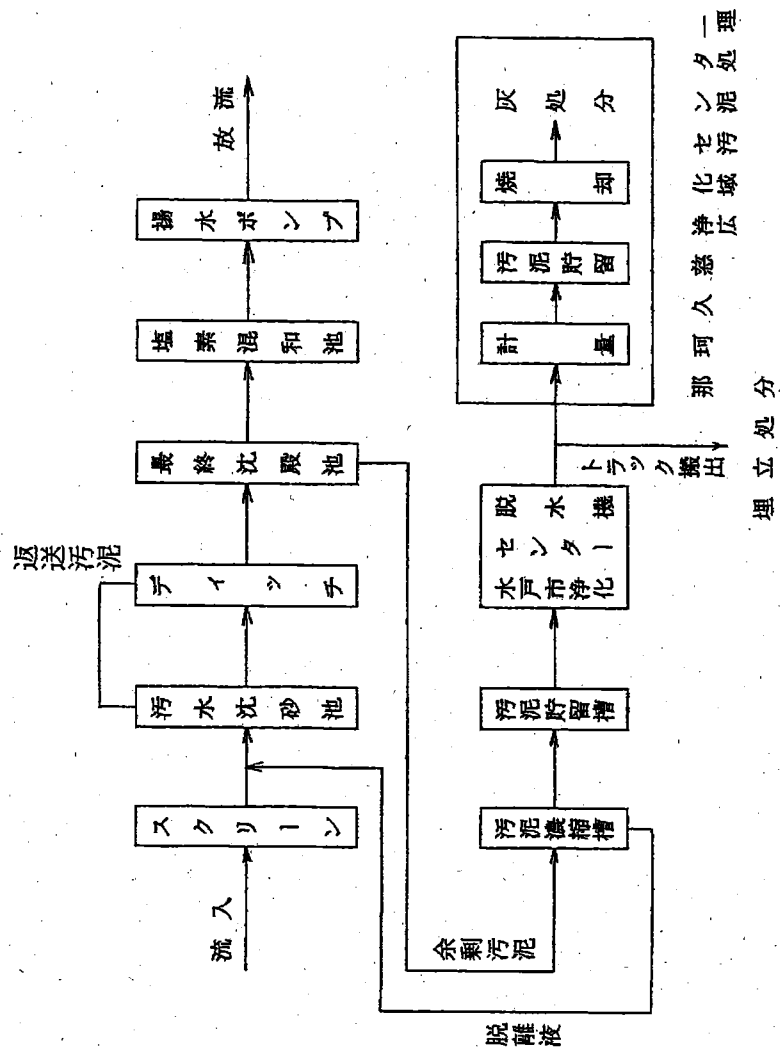 返送汚泥
流入
スクリーン
汚水沈砂池
ディッチ
最終沈殿池
塩素混和池
揚水ポンプ
放流
余剰汚泥
脱離液
汚泥濃縮槽
汚泥貯留槽
水戸市浄化
センター
脱水機
トラック搬出
埋立処分
計量
汚泥貯留
焼却
灰処分
那珂久慈浄化センター
広域汚泥処理